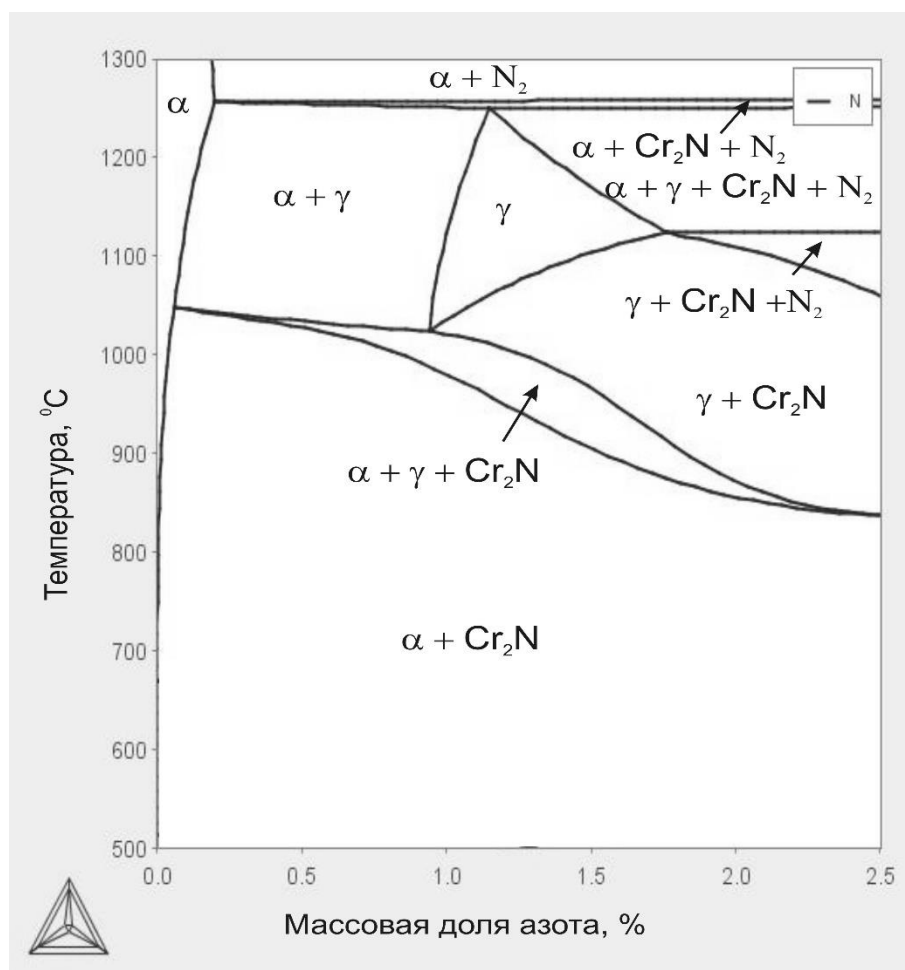 1300
1200
1100
1000
900
800
700
600
500
Температура, ⁰C
α
α + N₂
N
α + Cr₂N + N₂
α + γ + Cr₂N + N₂
α + γ
γ
γ + Cr₂N +N₂
γ + Cr₂N
α + γ + Cr₂N
α + Cr₂N
0.0 0.5 1.0 1.5 2.0 2.5
Массовая доля азота, %